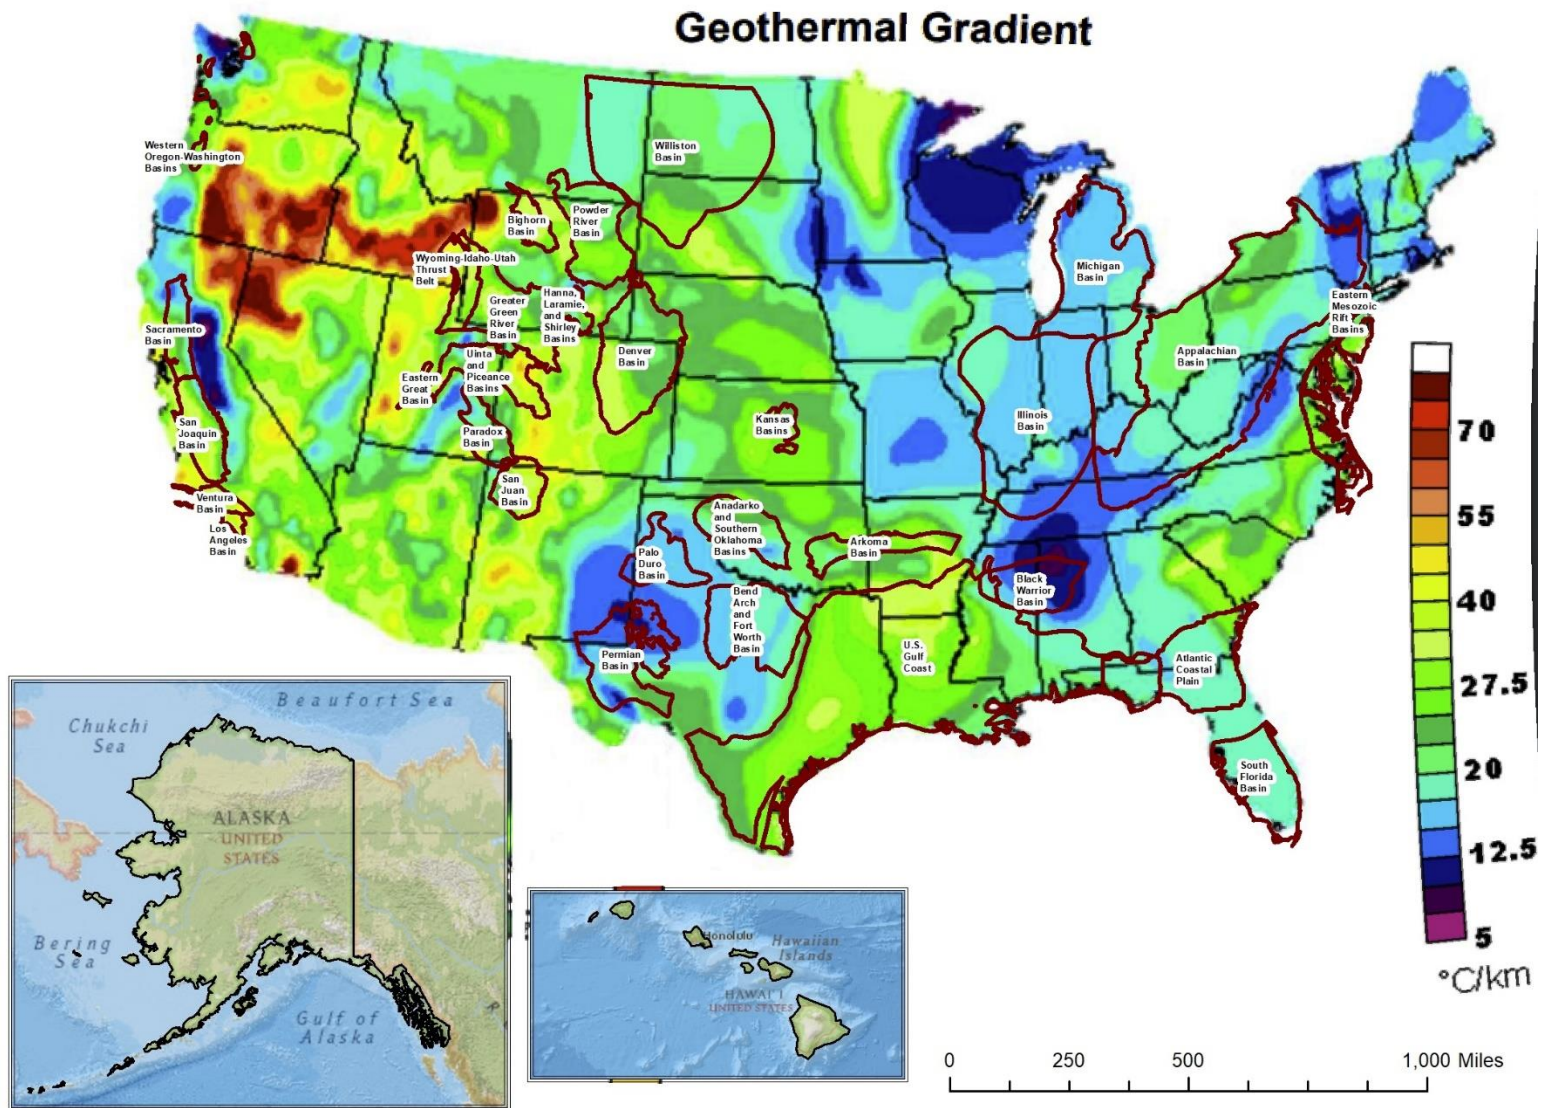 Geothermal Gradient
Western
Oregon-Washington
Basins
Williston
Basin
Bighorn
Basin
Powder
River
Basin
Wyoming-Idaho-Utah
Thrust
Belt
Greater
Green
River
Basin
Hanna,
Laramie,
and
Shirley
Basins
Michigan
Basin
Eastern
Mesozoic
Rift
Basins
Sacramento
Basin
Uinta
and
Piceance
Basins
Denver
Basin
Appalachian
Basin
Eastern
Great
Basin
San
Joaquin
Basin
Paradox
Basin
Kansas
Basins
Illinois
Basin
Ventura
Basin
Los
Angeles
Basin
San
Juan
Basin
Anadarko
and
Southern
Oklahoma
Basins
Arkoma
Basin
Palo
Duro
Basin
Bend
Arch
and
Fort
Worth
Basin
Black
Warrior
Basin
Permian
Basin
U.S.
Gulf
Coast
Atlantic
Coastal
Plain
South
Florida
Basin
70
55
40
27.5
20
12.5
5
°C/km
Beaufort Sea
Chukchi
Sea
ALASKA
UNITED
STATES
Bering
Sea
Gulf of
Alaska
Honolulu
Hawaiian
Islands
HAWAI'I
UNITED STATES
0 250 500 1,000 Miles